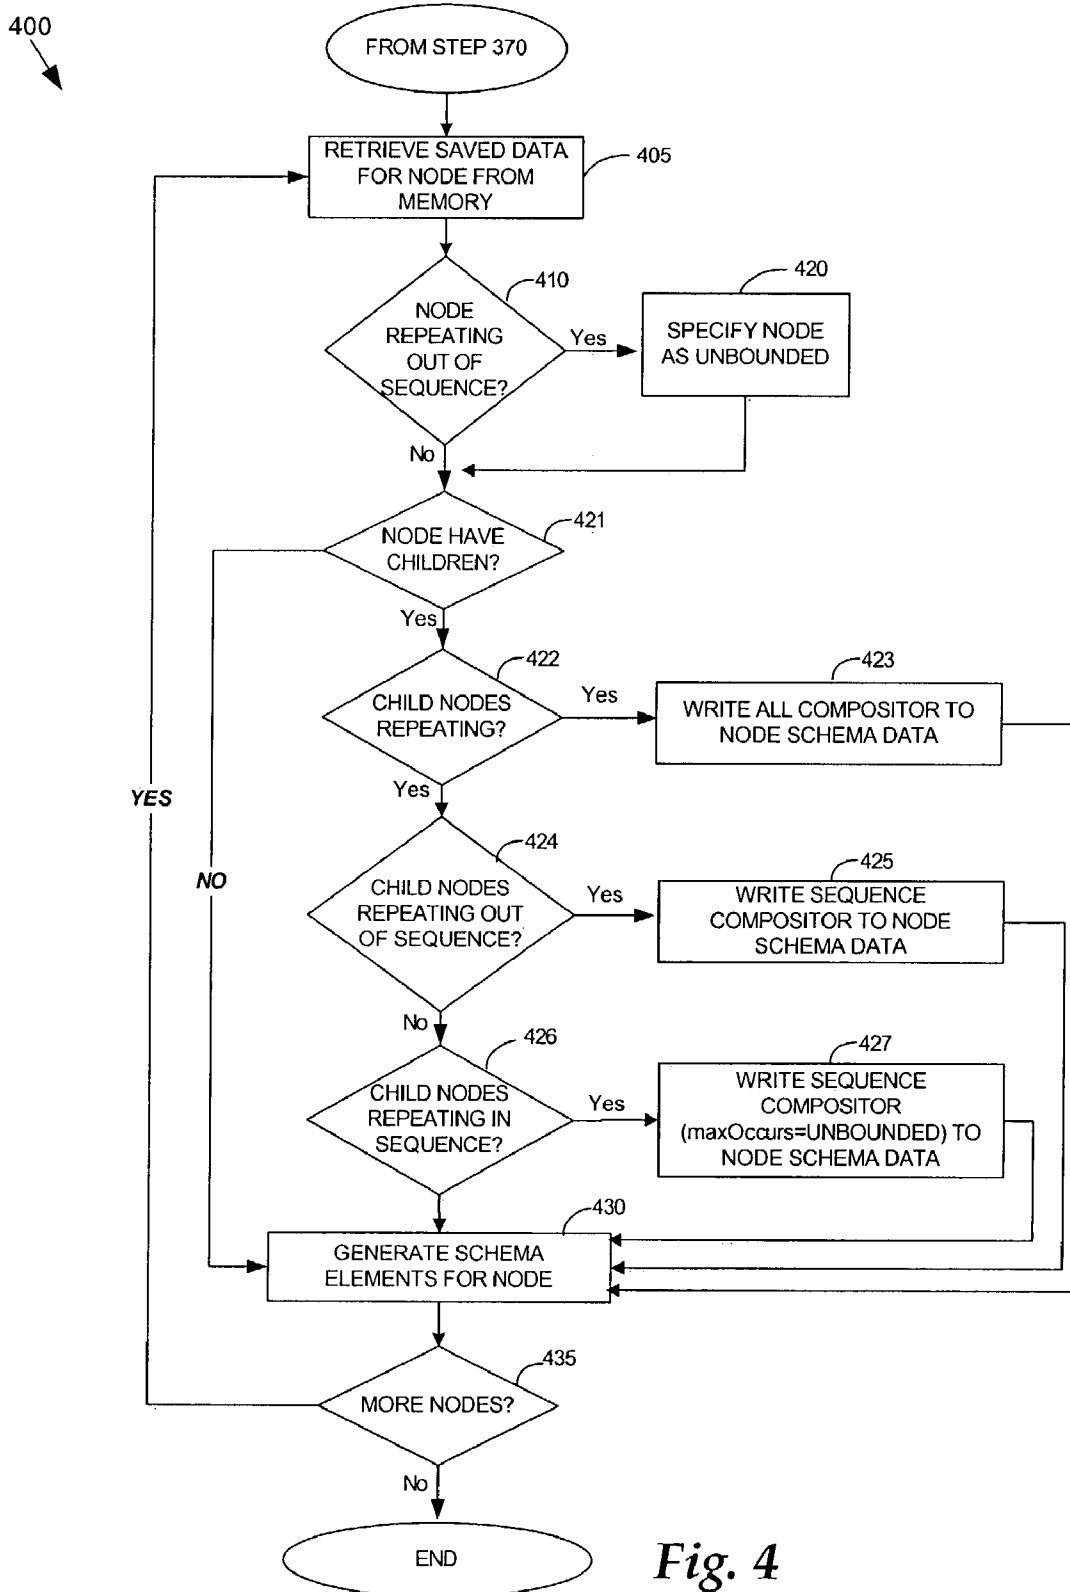 400
FROM STEP 370
RETRIEVE SAVED DATA
FOR NODE FROM
MEMORY
405
410
NODE
REPEATING
OUT OF
SEQUENCE?
Yes
420
SPECIFY NODE
AS UNBOUNDED
No
421
NODE HAVE
CHILDREN?
Yes
422
CHILD NODES
REPEATING?
Yes
423
WRITE ALL COMPOSITOR TO
NODE SCHEMA DATA
Yes
YES
NO
424
CHILD NODES
REPEATING OUT
OF SEQUENCE?
Yes
425
WRITE SEQUENCE
COMPOSITOR TO NODE
SCHEMA DATA
No
426
CHILD NODES
REPEATING IN
SEQUENCE?
Yes
427
WRITE SEQUENCE
COMPOSITOR
(maxOccurs=UNBOUNDED) TO
NODE SCHEMA DATA
430
GENERATE SCHEMA
ELEMENTS FOR NODE
435
MORE NODES?
No
END
Fig. 4